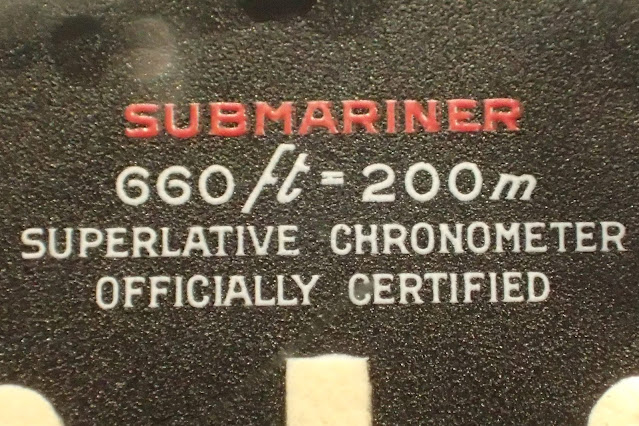 SUBMARINER
660 ft = 200 m
SUPERLATIVE CHRONOMETER
OFFICIALLY CERTIFIED